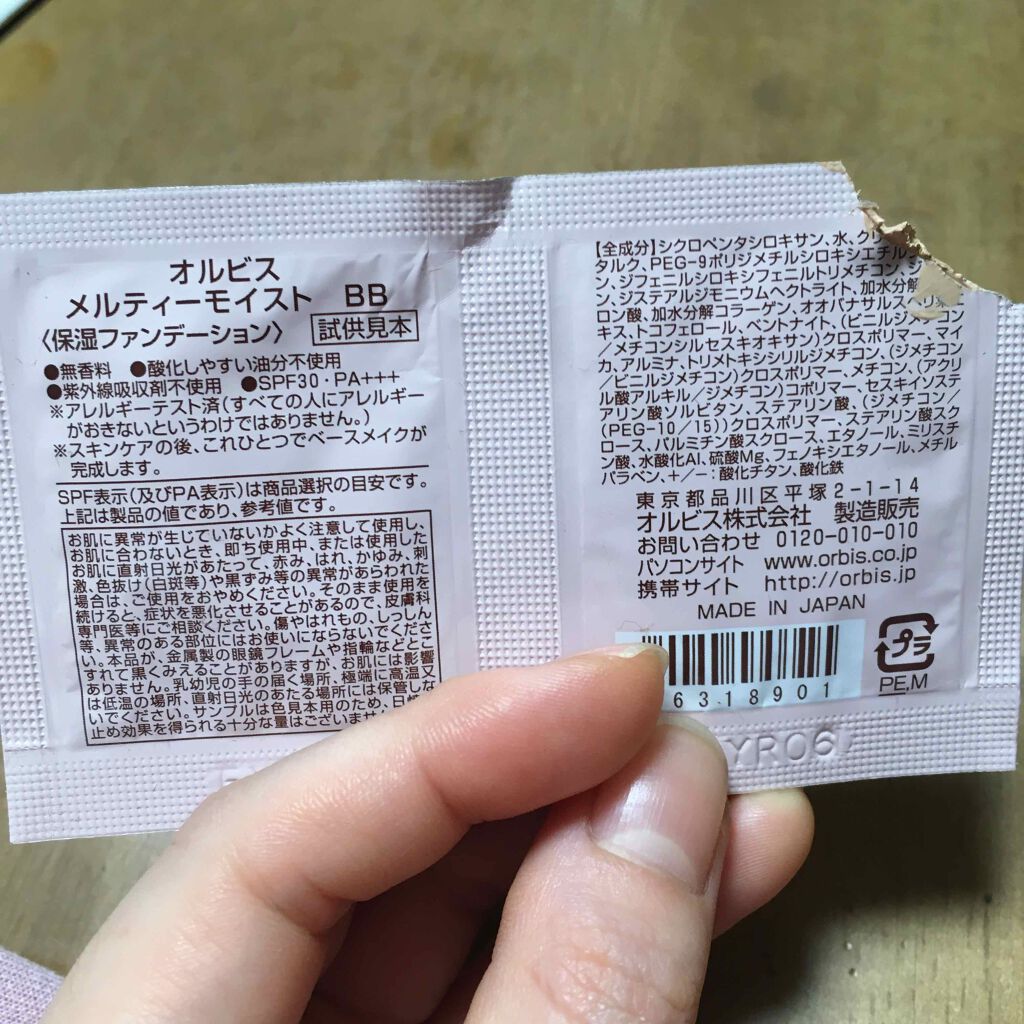 オルビス
メルティーモイスト BB
〈保湿ファンデーション〉 試供見本
●無香料 ●酸化しやすい油分不使用
●紫外線吸収剤不使用 ●SPF30・PA+++
※アレルギーテスト済(すべての人にアレルギー
がおきないというわけではありません。)
※スキンケアの後、これひとつでベースメイクが
完成します。
SPF表示(及びPA表示)は商品選択の目安です。
上記は製品の値であり、参考値です。
お肌に異常が生じていないかよく注意して使用し、
お肌に合わないとき、即ち使用中、または使用した
お肌に直射日光があたって、赤み、はれ、かゆみ、刺
激、色抜け(白斑等)や黒ずみ等の異常があらわれた
場合は、ご使用をおやめください。そのまま使用を
続けると、症状を悪化させることがあるので、皮膚科
専門医等にご相談ください。傷やはれもの、しっしん
等、異常のある部位にはお使いにならないでくださ
い。本品が、金属製の眼鏡フレームや指輪などとこ
すれて黒くみえることがありますが、お肌には影響
ありません。乳幼児の手の届く場所、極端に高温又
は低温の場所、直射日光のあたる場所には保管しな
いでください。サンプルは色見本用のため、日
止め効果を得られる十分な量はございませ
【全成分】シクロペンタシロキサン、水、
タルク、PEG-9ポリジメチルシロキシエチル
ン、ジフェニルシロキシフェニルトリメチコン、
ン、ジステアルジモニウムヘクトライト、加水分解
ロン酸、加水分解コラーゲン、オオバナサルスベリ
キス、トコフェロール、ベントナイト、(ビニルジメチコン
/メチコンシルセスキオキサン)クロスポリマー、マイ
カ、アルミナ、トリメトキシシリルジメチコン、(ジメチコ
ン/ビニルジメチコン)クロスポリマー、メチコン、(アクリ
ル酸アルキル/ジメチコン)コポリマー、セスキイソステ
アリン酸ソルビタン、ステアリン酸、(ジメチコン/
(PEG-10/15))クロスポリマー、ステアリン酸スク
ロース、パルミチン酸スクロース、エタノール、ミリスチ
ン酸、水酸化Al、硫酸Mg、フェノキシエタノール、メチル
パラベン、+/-:酸化チタン、酸化鉄
東京都品川区平塚2-1-14
オルビス株式会社 製造販売
お問い合わせ 0120-010-010
パソコンサイト www.orbis.co.jp
携帯サイト http://orbis.jp
MADE IN JAPAN
6318901
プラ
PE,M
YR06